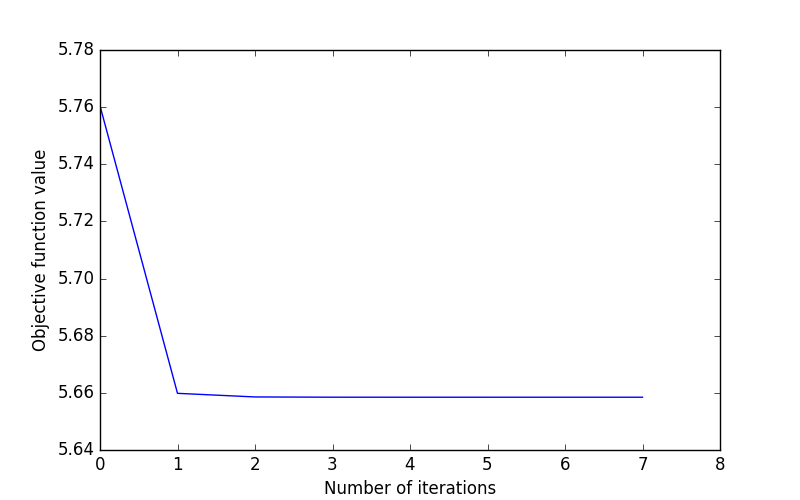 5.78
5.76
5.74
5.72
5.70
5.68
5.66
5.64
Objective function value
0 1 2 3 4 5 6 7 8
Number of iterations